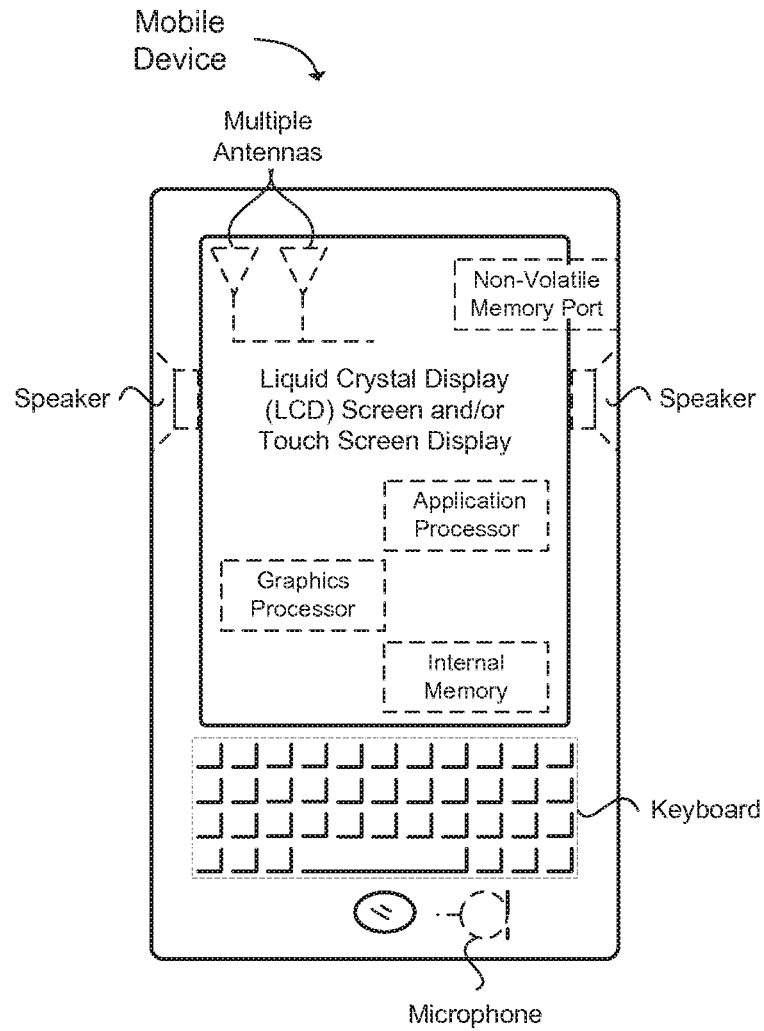 Mobile
Device
Multiple
Antennas
Non-Volatile
Memory Port
Speaker
Liquid Crystal Display
(LCD) Screen and/or
Touch Screen Display
Speaker
Application
Processor
Graphics
Processor
Internal
Memory
Keyboard
Microphone